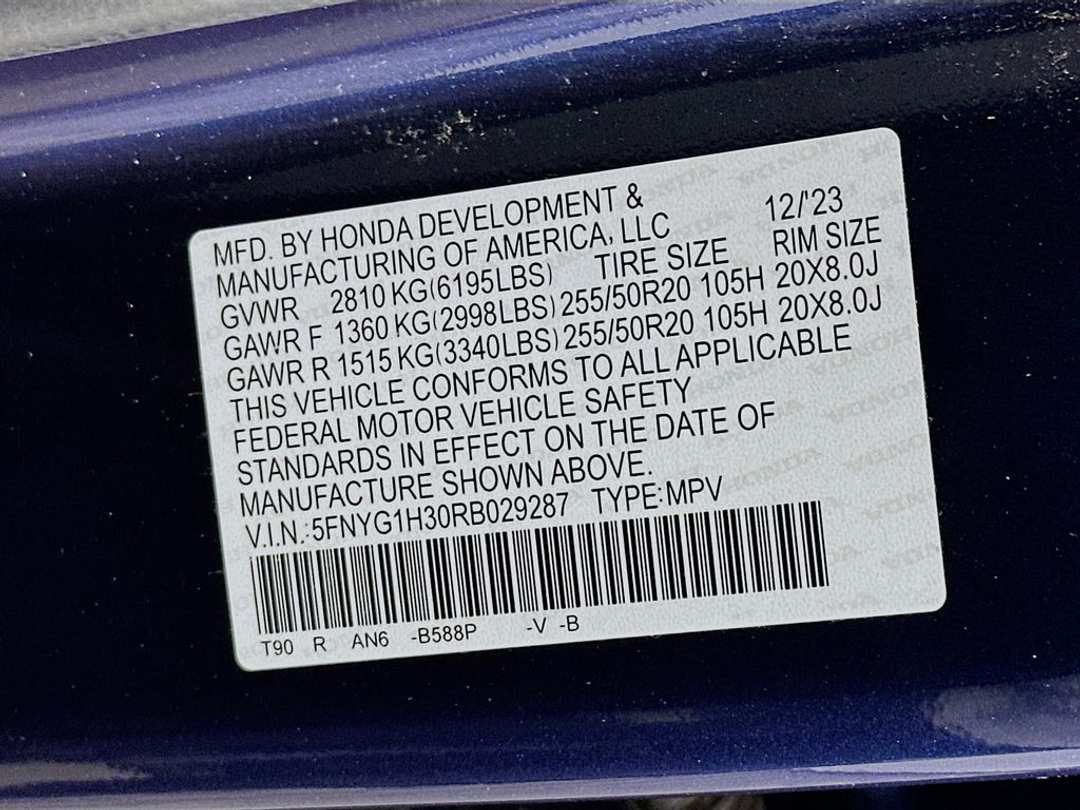 MFD. BY HONDA DEVELOPMENT &
MANUFACTURING OF AMERICA, LLC 12/'23
GVWR 2810 KG(6195LBS) TIRE SIZE RIM SIZE
GAWR F 1360 KG(2998LBS) 255/50R20 105H 20X8.0J
GAWR R 1515 KG(3340LBS) 255/50R20 105H 20X8.0J
THIS VEHICLE CONFORMS TO ALL APPLICABLE
FEDERAL MOTOR VEHICLE SAFETY
STANDARDS IN EFFECT ON THE DATE OF
MANUFACTURE SHOWN ABOVE.
V.I.N.:5FNYG1H30RB029287 TYPE:MPV
T90 R AN6 -B588P -V -B